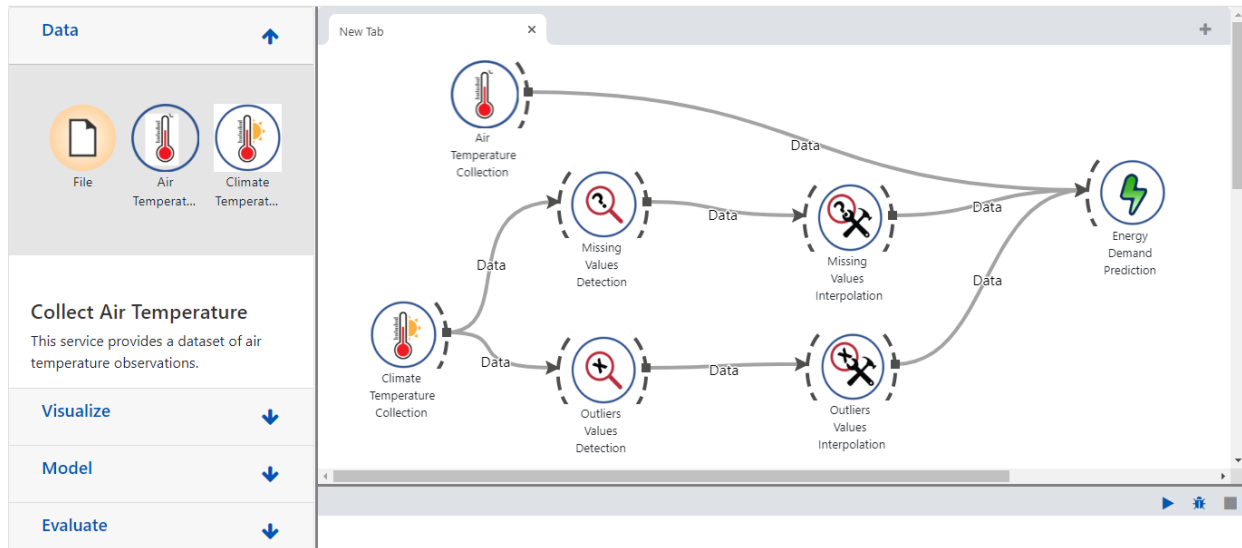 Data
File
Air
Temperat...
Climate
Temperat...
Collect Air Temperature
This service provides a dataset of air
temperature observations.
Visualize
Model
Evaluate
New Tab
Air
Temperature
Collection
Data
Missing
Values
Detection
Data
Missing
Values
Interpolation
Data
Energy
Demand
Prediction
Data
Climate
Temperature
Collection
Data
Outliers
Values
Detection
Data
Outliers
Values
Interpolation
Data